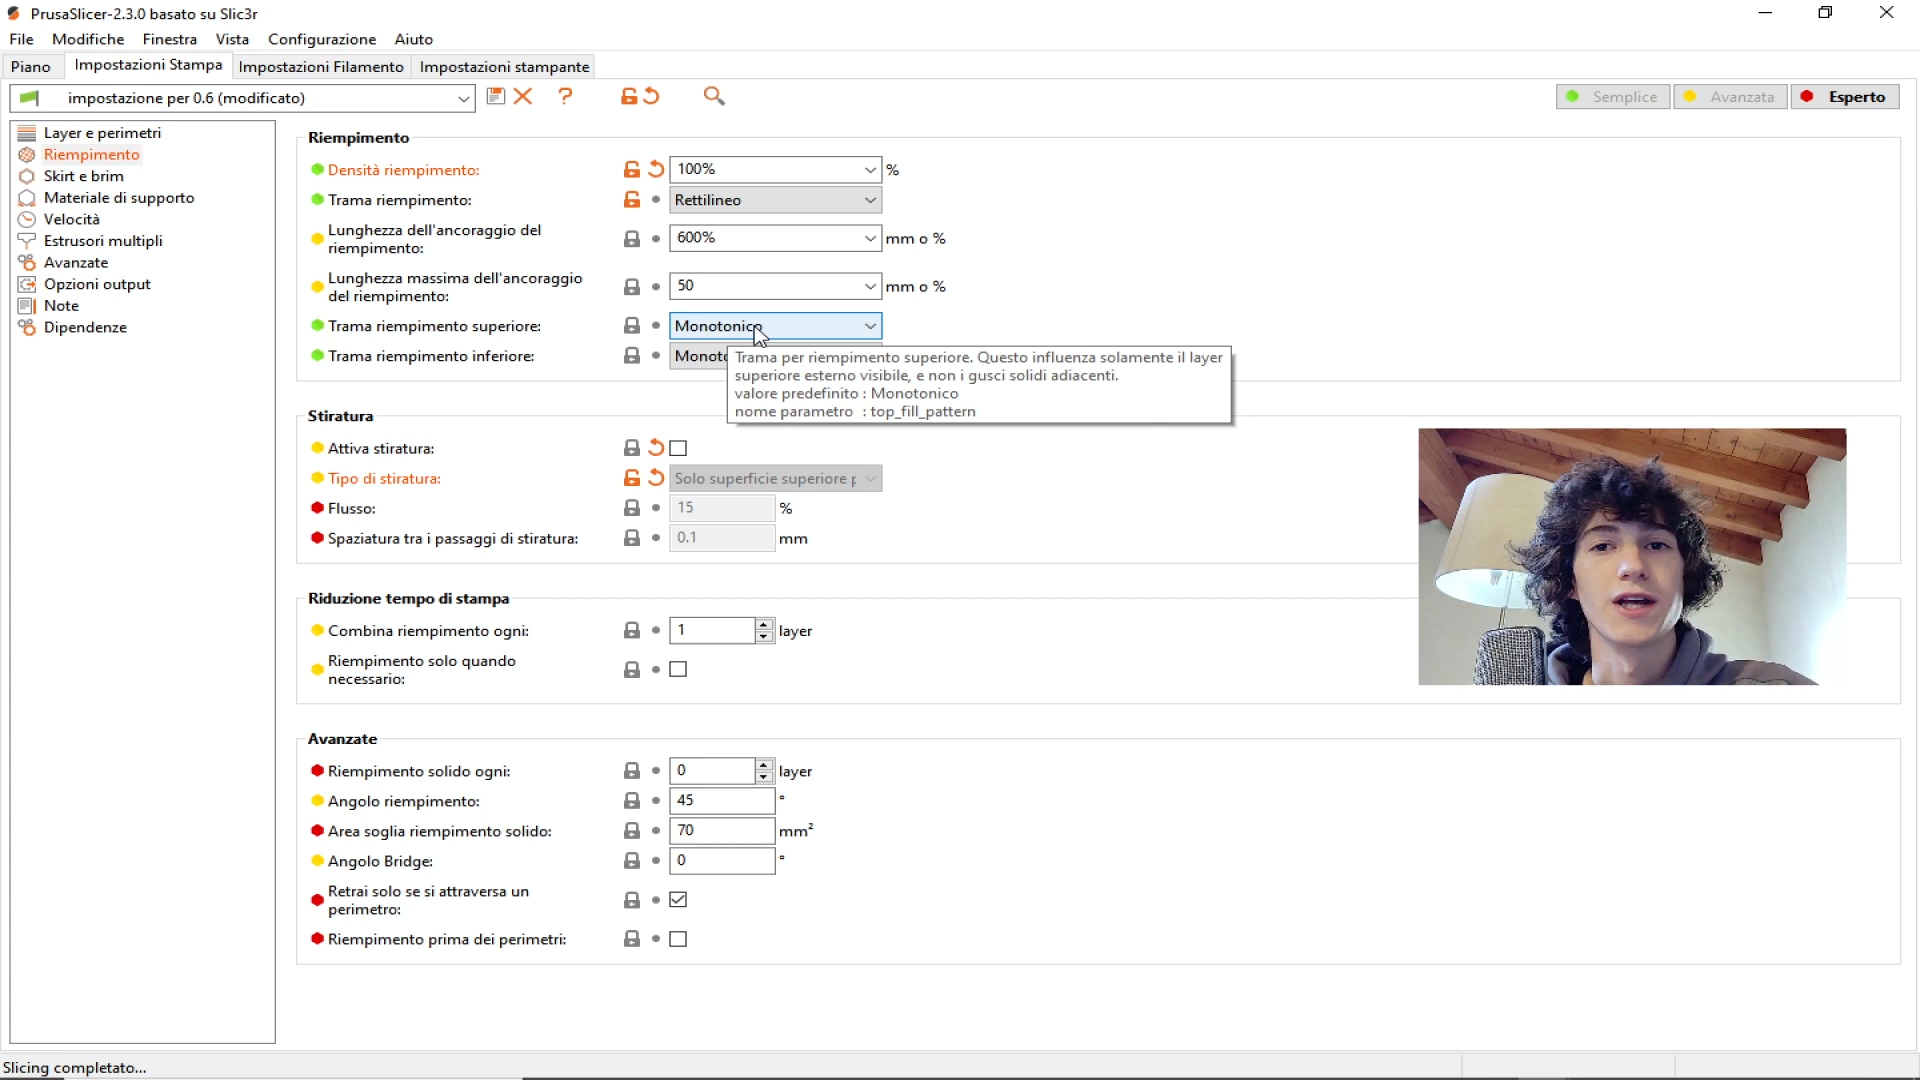 PrusaSlicer-2.3.0 basato su Slic3r
File Modifiche Finestra Vista Configurazione Aiuto
Piano Impostazioni Stampa Impostazioni Filamento Impostazioni stampante
impostazione per 0.6 (modificato) ? Semplice Avanzata Esperto
Layer e perimetri
Riempimento
Skirt e brim
Materiale di supporto
Velocità
Estrusori multipli
Avanzate
Opzioni output
Note
Dipendenze
Riempimento
Densità riempimento: 100% %
Trama riempimento: Rettilineo
Lunghezza dell'ancoraggio del
riempimento: 600% mm o %
Lunghezza massima dell'ancoraggio
del riempimento: 50 mm o %
Trama riempimento superiore: Monotonico
Trama riempimento inferiore: Monoto
Trama per riempimento superiore. Questo influenza solamente il layer
superiore esterno visibile, e non i gusci solidi adiacenti.
valore predefinito : Monotonico
nome parametro : top_fill_pattern
Stiratura
Attiva stiratura:
Tipo di stiratura: Solo superficie superiore p
Flusso: 15 %
Spaziatura tra i passaggi di stiratura: 0.1 mm
Riduzione tempo di stampa
Combina riempimento ogni: 1 layer
Riempimento solo quando
necessario:
Avanzate
Riempimento solido ogni: 0 layer
Angolo riempimento: 45 °
Area soglia riempimento solido: 70 mm²
Angolo Bridge: 0 °
Retrai solo se si attraversa un
perimetro:
Riempimento prima dei perimetri:
Slicing completato...